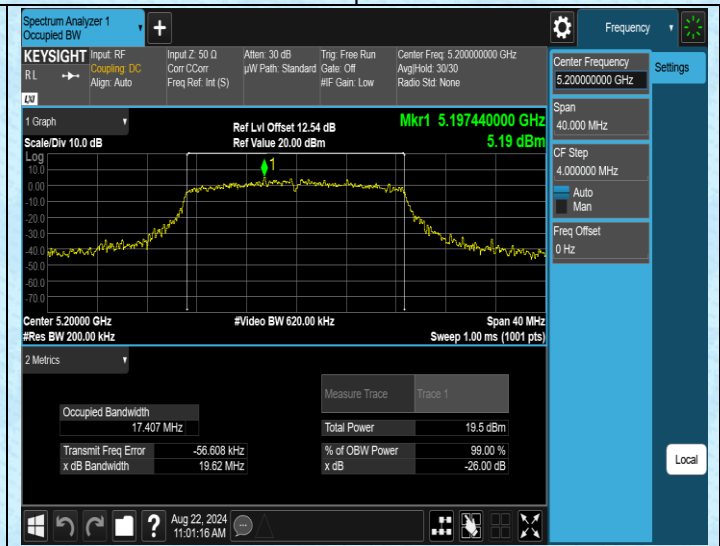 Spectrum Analyzer 1
Occupied BW
Frequency
KEYSIGHT
RL
Input: RF
Coupling: DC
Align: Auto
Input Z: 50 Ω
Corr CCorr
Freq Ref: Int (S)
Atten: 30 dB
µW Path: Standard
Trig: Free Run
Gate: Off
#IF Gain: Low
Center Freq: 5.200000000 GHz
Avg|Hold: 30/30
Radio Std: None
1 Graph
Scale/Div 10.0 dB
Ref Lvl Offset 12.54 dB
Ref Value 20.00 dBm
Mkr1 5.197440000 GHz
5.19 dBm
Log
10.0
0.00
-10.0
-20.0
-30.0
-40.0
-50.0
-60.0
-70.0
1
Center 5.20000 GHz
#Res BW 200.00 kHz
#Video BW 620.00 kHz
Span 40 MHz
Sweep 1.00 ms (1001 pts)
2 Metrics
Measure Trace Trace 1
Occupied Bandwidth
17.407 MHz
Total Power 19.5 dBm
Transmit Freq Error -56.608 kHz
% of OBW Power 99.00 %
x dB Bandwidth 19.62 MHz
x dB -26.00 dB
Center Frequency
5.200000000 GHz
Settings
Span
40.000 MHz
CF Step
4.000000 MHz
Auto
Man
Freq Offset
0 Hz
Local
?
Aug 22, 2024
11:01:16 AM